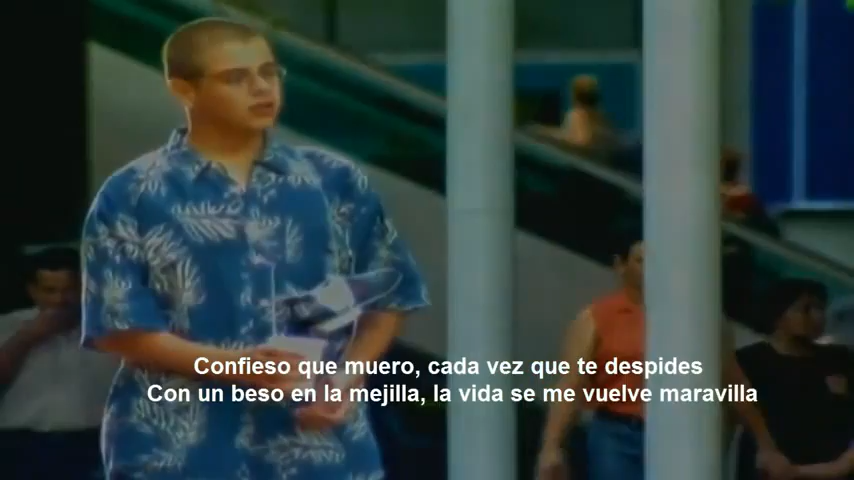 Confieso que muero, cada vez que te despides
Con un beso en la mejilla, la vida se me vuelve maravilla